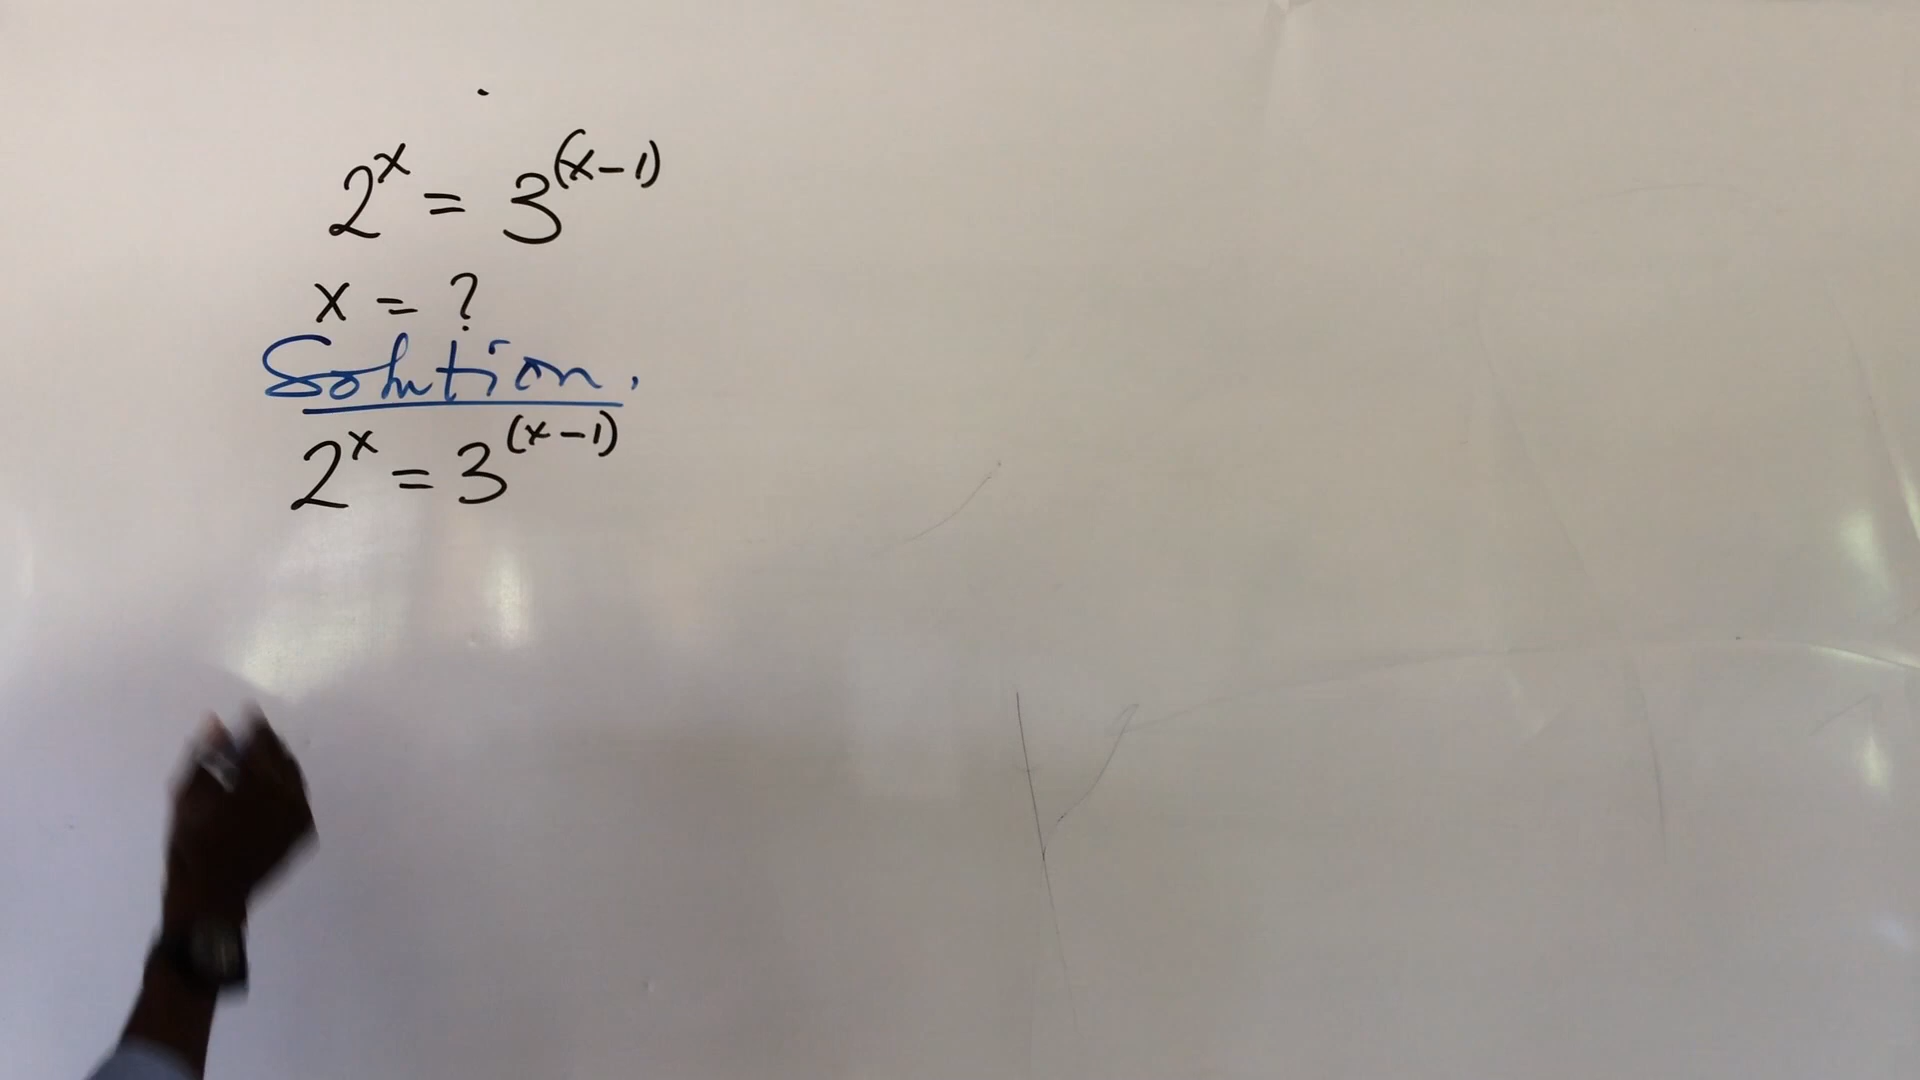 2^x = 3^(x-1)
x = ?
Solution.
2^x = 3^(x-1)